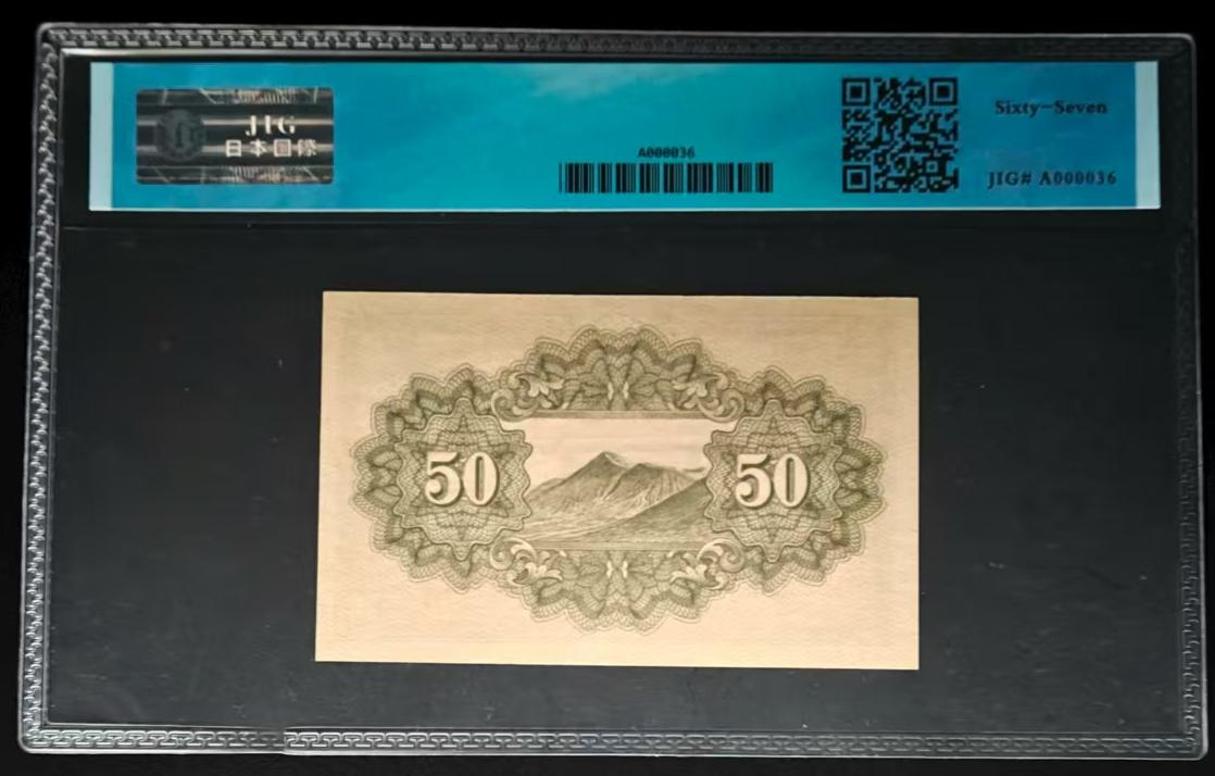 JIG
日本国際
A000036
Sixty-Seven
JIG# A000036
50
50